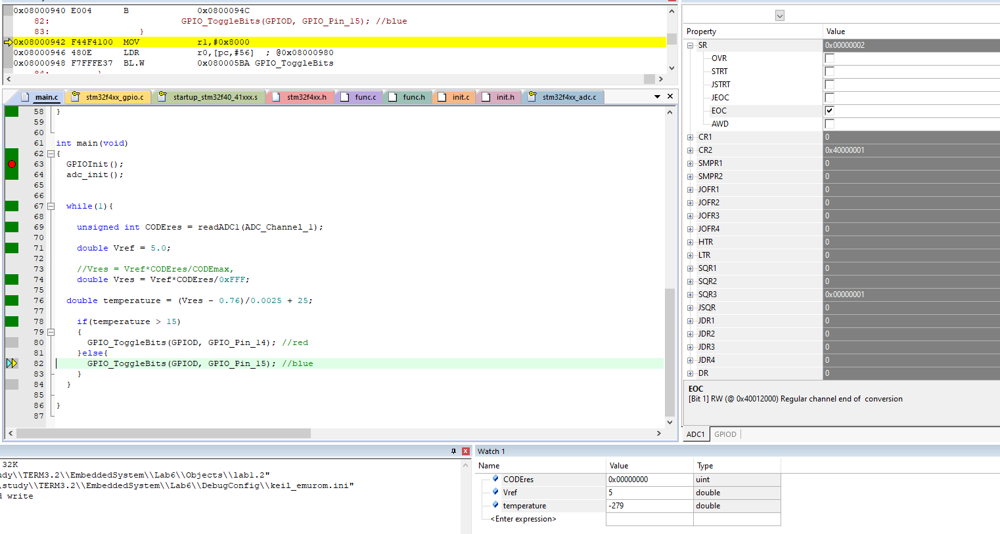 0x08000940 E004      B        0x0800094C
82:                 GPIO_ToggleBits(GPIOD, GPIO_Pin_15); //blue
83:         }
0x08000942 F44F4100  MOV      r1,#0x8000
0x08000946 480E      LDR      r0,[pc,#56]  ; @0x08000980
0x08000948 F7FFFE37  BL.W     0x080005BA GPIO_ToggleBits
main.c stm32f4xx_gpio.c startup_stm32f40_41xxx.s stm32f4xx.h func.c func.h init.c init.h stm32f4xx_adc.c
58 }
59
60
61 int main(void)
62 {
63   GPIOInit();
64   adc_init();
65
66
67   while(1){
68
69     unsigned int CODEres = readADC1(ADC_Channel_1);
70
71     double Vref = 5.0;
72
73     //Vres = Vref*CODEres/CODEmax,
74     double Vres = Vref*CODEres/0xFFF;
75
76   double temperature = (Vres - 0.76)/0.0025 + 25;
77
78     if(temperature > 15)
79     {
80       GPIO_ToggleBits(GPIOD, GPIO_Pin_14); //red
81     }else{
82       GPIO_ToggleBits(GPIOD, GPIO_Pin_15); //blue
83     }
84   }
85
86 }
87
Property Value
SR 0x00000002
OVR
STRT
JSTRT
JEOC
EOC
AWD
CR1 0
CR2 0x40000001
SMPR1 0
SMPR2 0
JOFR1 0
JOFR2 0
JOFR3 0
JOFR4 0
HTR 0
LTR 0
SQR1 0
SQR2 0
SQR3 0x00000001
JSQR 0
JDR1 0
JDR2 0
JDR3 0
JDR4 0
DR 0
EOC
[Bit 1] RW (@ 0x40012000) Regular channel end of conversion
ADC1 GPIOD
32K
udy\\TERM3.2\\EmbeddedSystem\\Lab6\\Objects\\lab1.2"
\study\\TERM3.2\\EmbeddedSystem\\Lab6\\DebugConfig\\keil_emurom.ini"
d write
Watch 1
Name Value Type
CODEres 0x00000000 uint
Vref 5 double
temperature -279 double
<Enter expression>